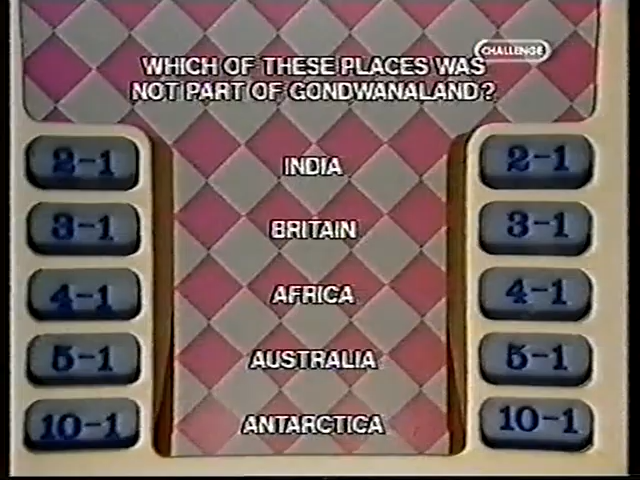 CHALLENGE
WHICH OF THESE PLACES WAS
NOT PART OF GONDWANALAND?
2-1 INDIA 2-1
3-1 BRITAIN 3-1
4-1 AFRICA 4-1
5-1 AUSTRALIA 5-1
10-1 ANTARCTICA 10-1